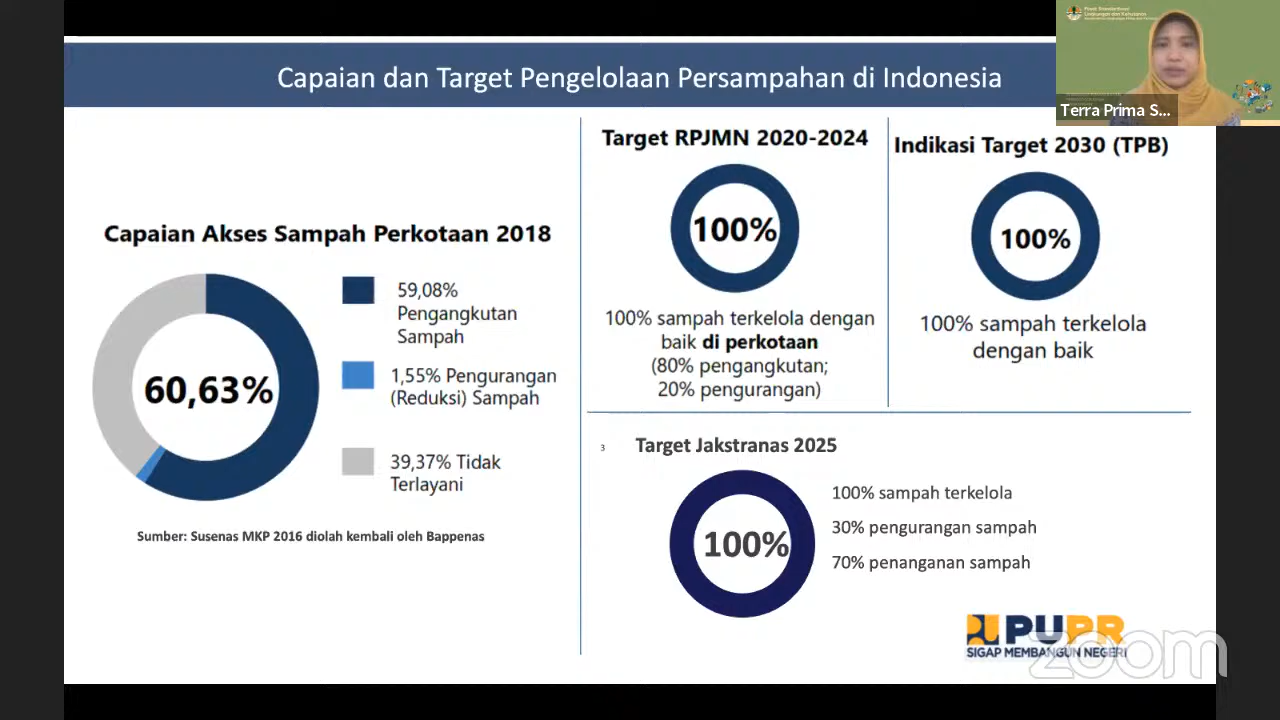 Capaian dan Target Pengelolaan Persampahan di Indonesia
Terra Prima S...
Capaian Akses Sampah Perkotaan 2018
60,63%
59,08%
Pengangkutan
Sampah
1,55% Pengurangan
(Reduksi) Sampah
39,37% Tidak
Terlayani
Sumber: Susenas MKP 2016 diolah kembali oleh Bappenas
Target RPJMN 2020-2024
100%
100% sampah terkelola dengan
baik di perkotaan
(80% pengangkutan;
20% pengurangan)
Indikasi Target 2030 (TPB)
100%
100% sampah terkelola
dengan baik
3
Target Jakstranas 2025
100%
100% sampah terkelola
30% pengurangan sampah
70% penanganan sampah
PUPR
SIGAP MEMBANGUN NEGERI
zoom